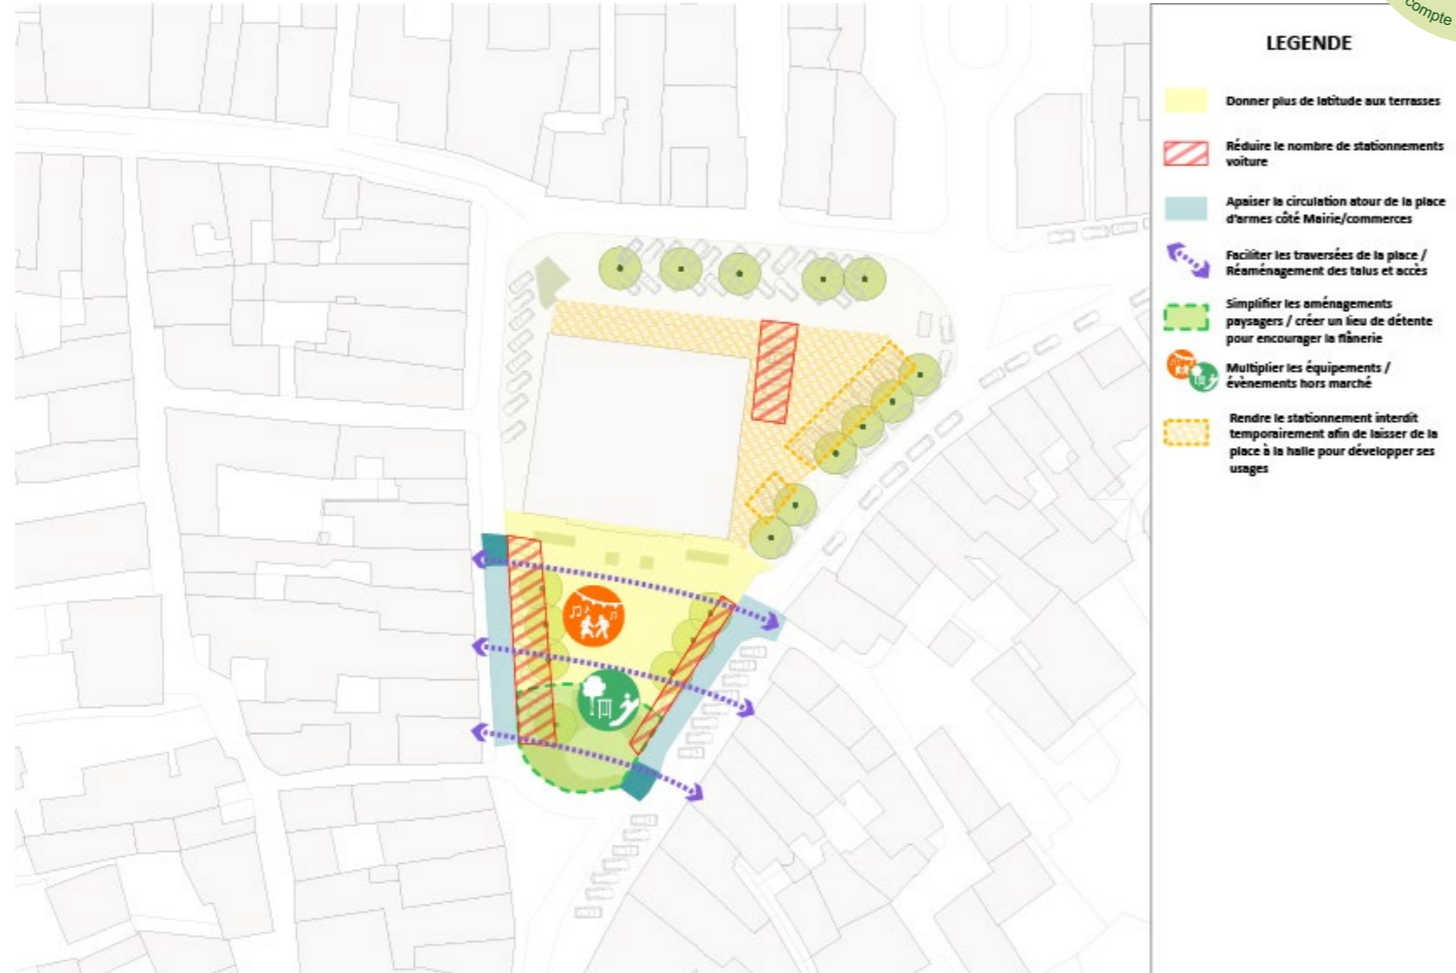 compte
LEGENDE
Donner plus de latitude aux terrasses
Réduire le nombre de stationnements
voiture
Apaiser la circulation atour de la place
d'armes côté Mairie/commerces
Faciliter les traversées de la place /
Réaménagement des talus et accès
Simplifier les aménagements
paysagers / créer un lieu de détente
pour encourager la flânerie
Multiplier les équipements /
évènements hors marché
Rendre le stationnement interdit
temporairement afin de laisser de la
place à la halle pour développer ses
usages